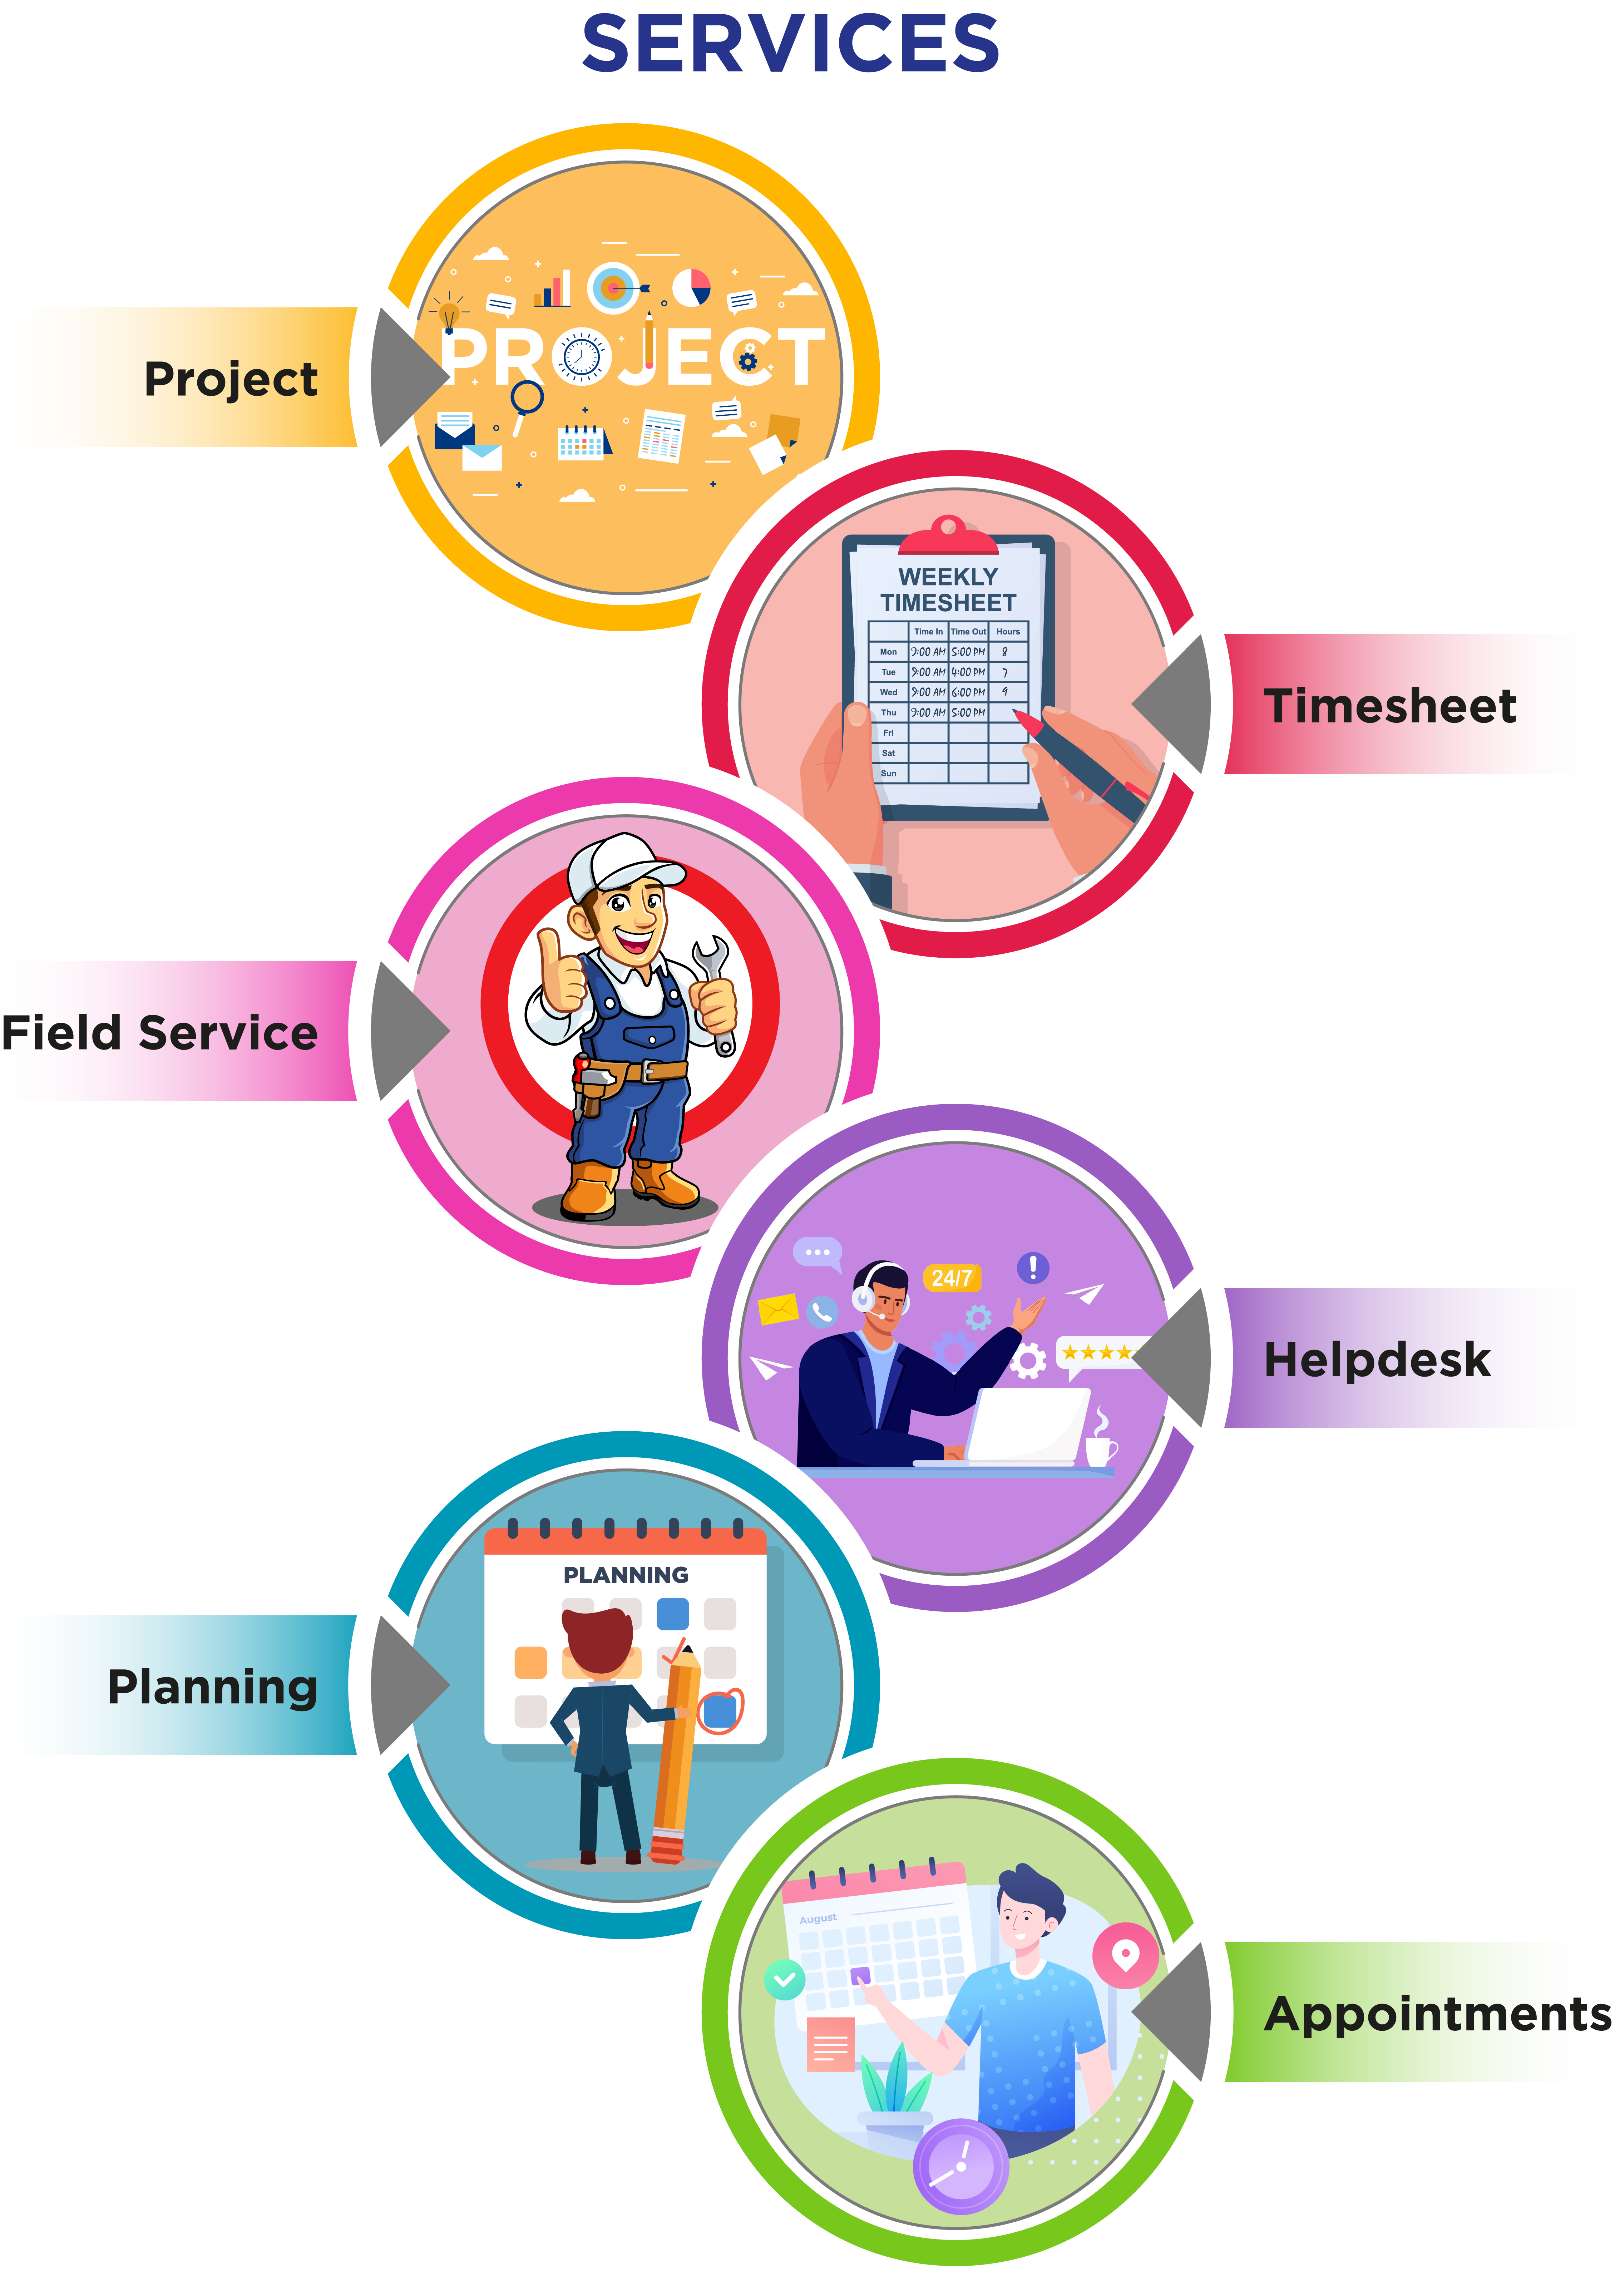 SERVICES
PROJECT
Project
WEEKLY
TIMESHEET
Time In Time Out Hours
Mon 9:00 AM 5:00 PM 8
Tue 9:00 AM 4:00 PM 7
Wed 9:00 AM 6:00 PM 9
Thu 9:00 AM 5:00 PM
Fri
Sat
Sun
Timesheet
Field Service
24/7
Helpdesk
PLANNING
Planning
August
Appointments